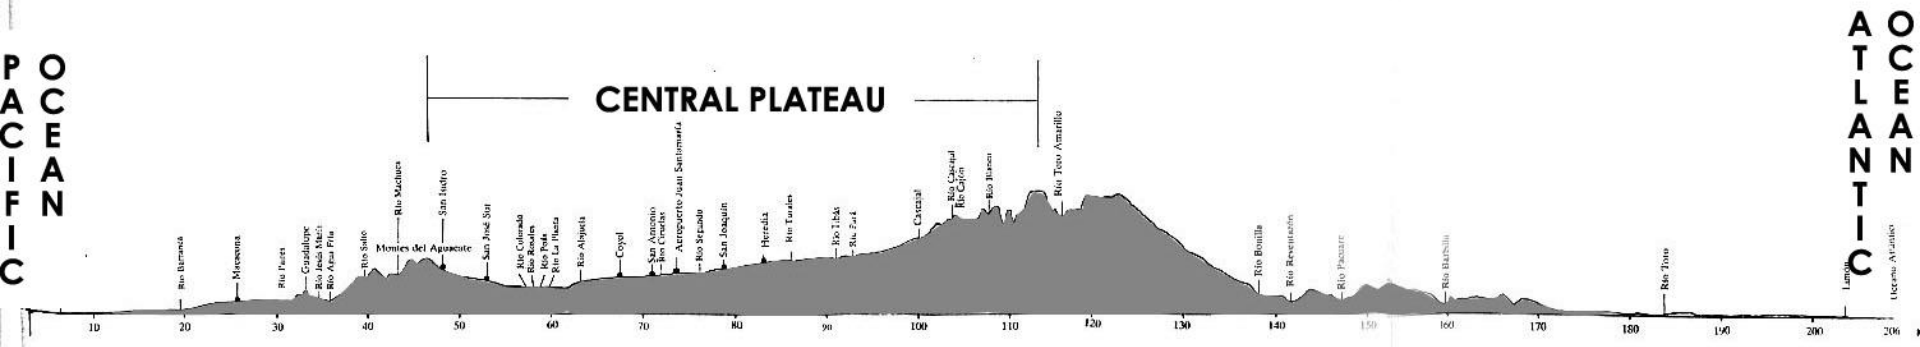 PACIFIC
OCEAN
CENTRAL PLATEAU
ATLANTIC
OCEAN
Río Barranca
Macacona
Río Paires
Guadalupe
Río Jesús María
Río Agua Fría
Río Salto
Río Machuca
Montes del Aguacate
San Isidro
San José Sur
Río Colorado
Río Rosales
Río Poás
Río La Planta
Río Alajuela
Coyol
San Antonio
Río Ciruelas
Aeropuerto Juan Santamaría
Río Segundo
San Joaquín
Heredia
Río Turales
Río Tibás
Río Pará
Cascajal
Río Cascajal
Río Cajón
Río Blanco
Río Toro Amarillo
Río Bonilla
Río Reventazón
Río Pacuare
Río Barbilla
Río Toro
Limón
Océano Atlántico
10 20 30 40 50 60 70 80 90 100 110 120 130 140 150 160 170 180 190 200 206